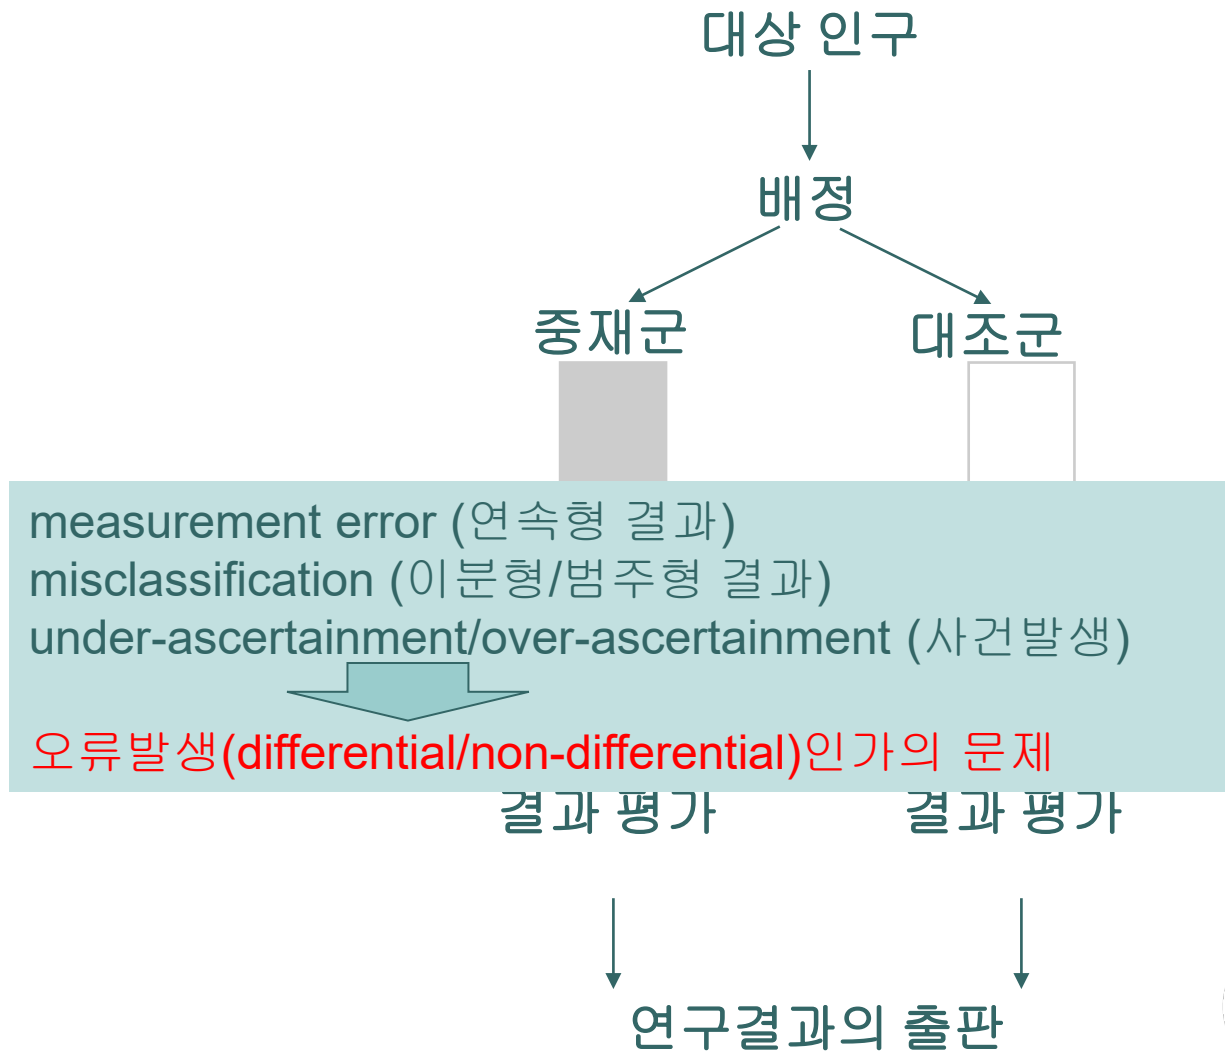 대상 인구
배정
중재군 대조군
measurement error (연속형 결과)
misclassification (이분형/범주형 결과)
under-ascertainment/over-ascertainment (사건발생)
오류발생(differential/non-differential)인가의 문제
결과 평가 결과 평가
연구결과의 출판